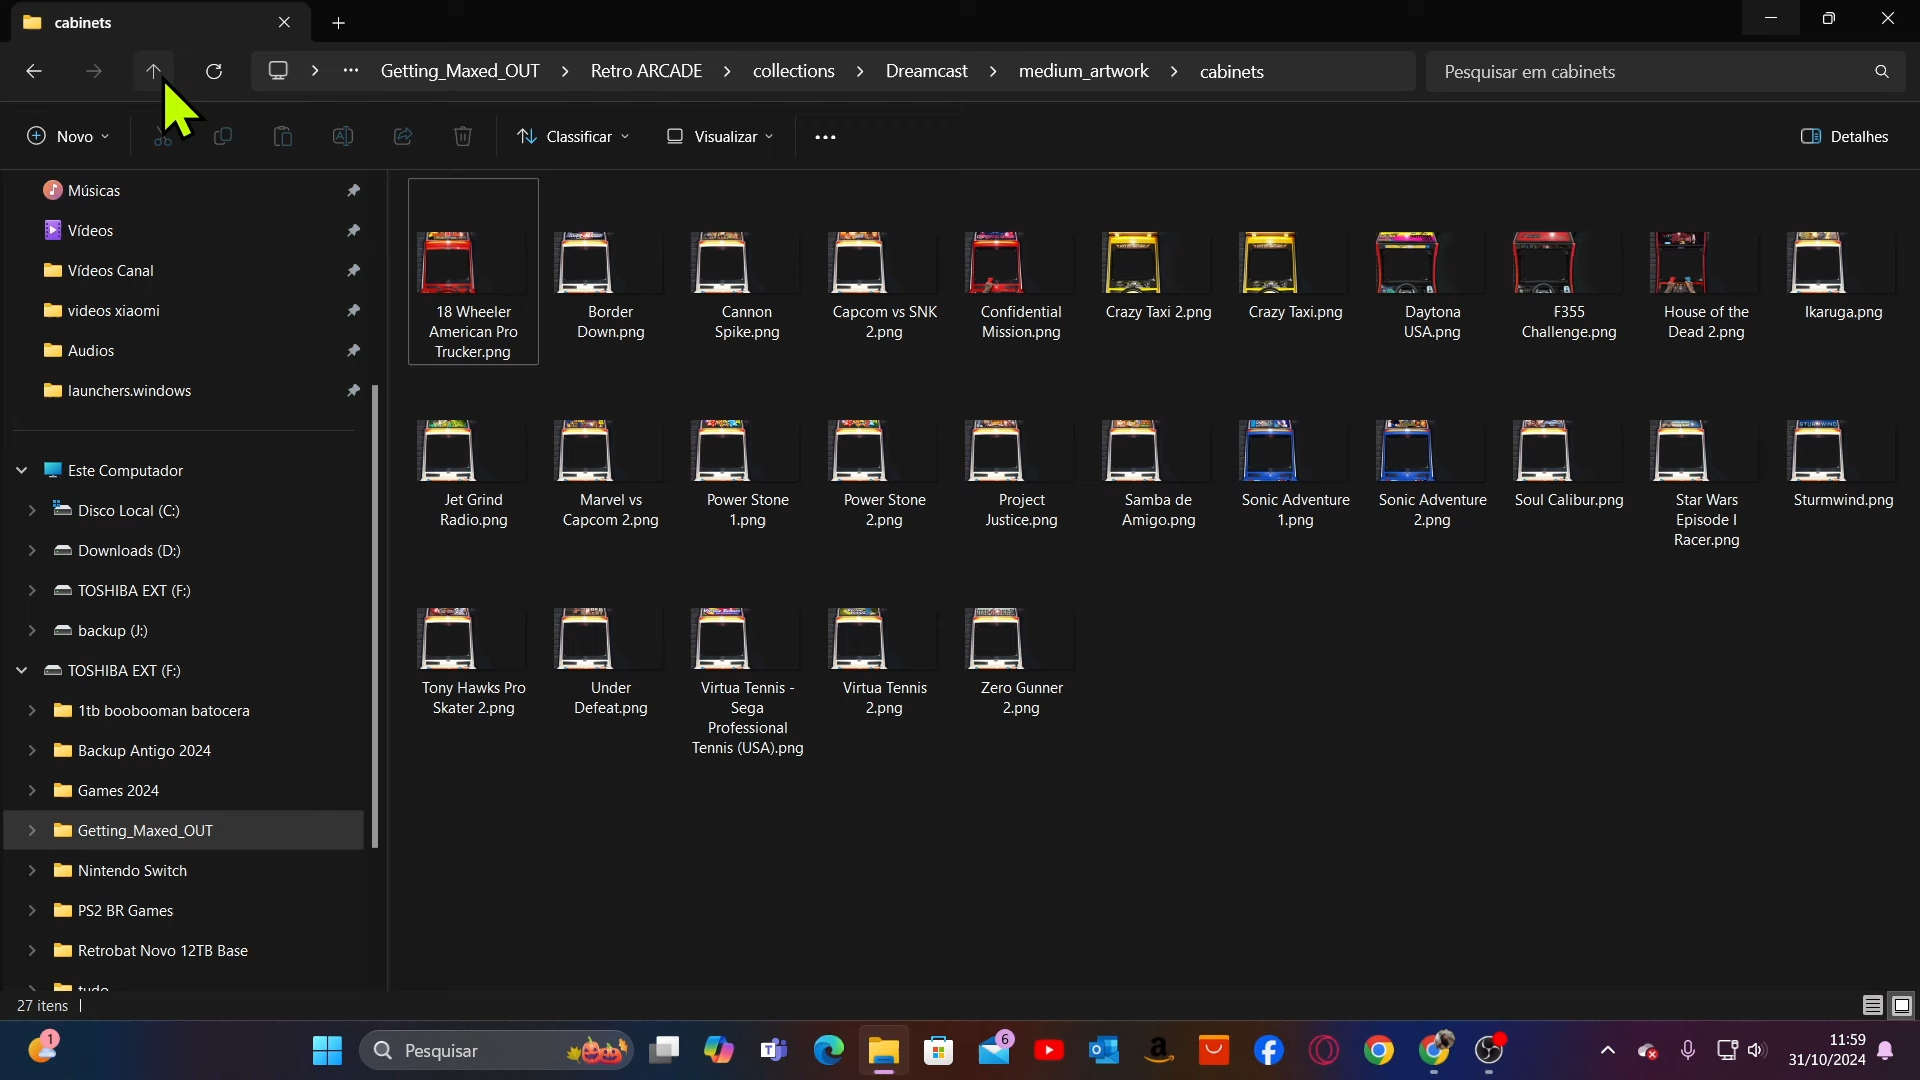 cabinets
Getting_Maxed_OUT
Retro ARCADE
collections
Dreamcast
medium_artwork
cabinets
Pesquisar em cabinets
Novo
Classificar
Visualizar
Detalhes
Músicas
Vídeos
Vídeos Canal
videos xiaomi
Audios
launchers.windows
Este Computador
Disco Local (C:)
Downloads (D:)
TOSHIBA EXT (F:)
backup (J:)
TOSHIBA EXT (F:)
1tb boobooman batocera
Backup Antigo 2024
Games 2024
Getting_Maxed_OUT
Nintendo Switch
PS2 BR Games
Retrobat Novo 12TB Base
18 Wheeler
American Pro
Trucker.png
Border
Down.png
Cannon
Spike.png
Capcom vs SNK
2.png
Confidential
Mission.png
Crazy Taxi 2.png
Crazy Taxi.png
Daytona
USA.png
F355
Challenge.png
House of the
Dead 2.png
Ikaruga.png
Jet Grind
Radio.png
Marvel vs
Capcom 2.png
Power Stone
1.png
Power Stone
2.png
Project
Justice.png
Samba de
Amigo.png
Sonic Adventure
1.png
Sonic Adventure
2.png
Soul Calibur.png
Star Wars
Episode I
Racer.png
Sturmwind.png
Tony Hawks Pro
Skater 2.png
Under
Defeat.png
Virtua Tennis -
Sega
Professional
Tennis (USA).png
Virtua Tennis
2.png
Zero Gunner
2.png
27 itens
1
Pesquisar
6
11:59
31/10/2024